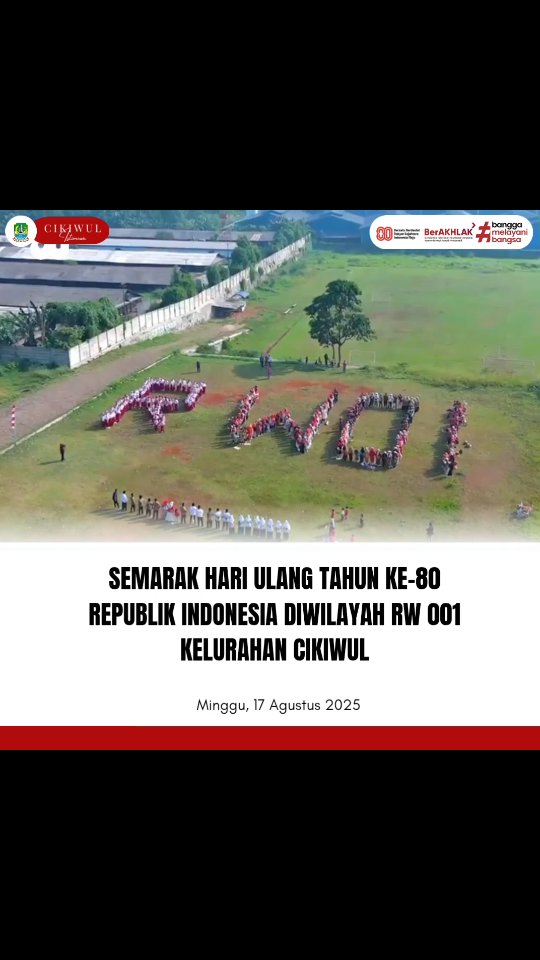 CIKIWUL
80
BerAKHLAK
#bangga
melayani
bangsa
RW01
SEMARAK HARI ULANG TAHUN KE-80
REPUBLIK INDONESIA DIWILAYAH RW 001
KELURAHAN CIKIWUL
Minggu, 17 Agustus 2025